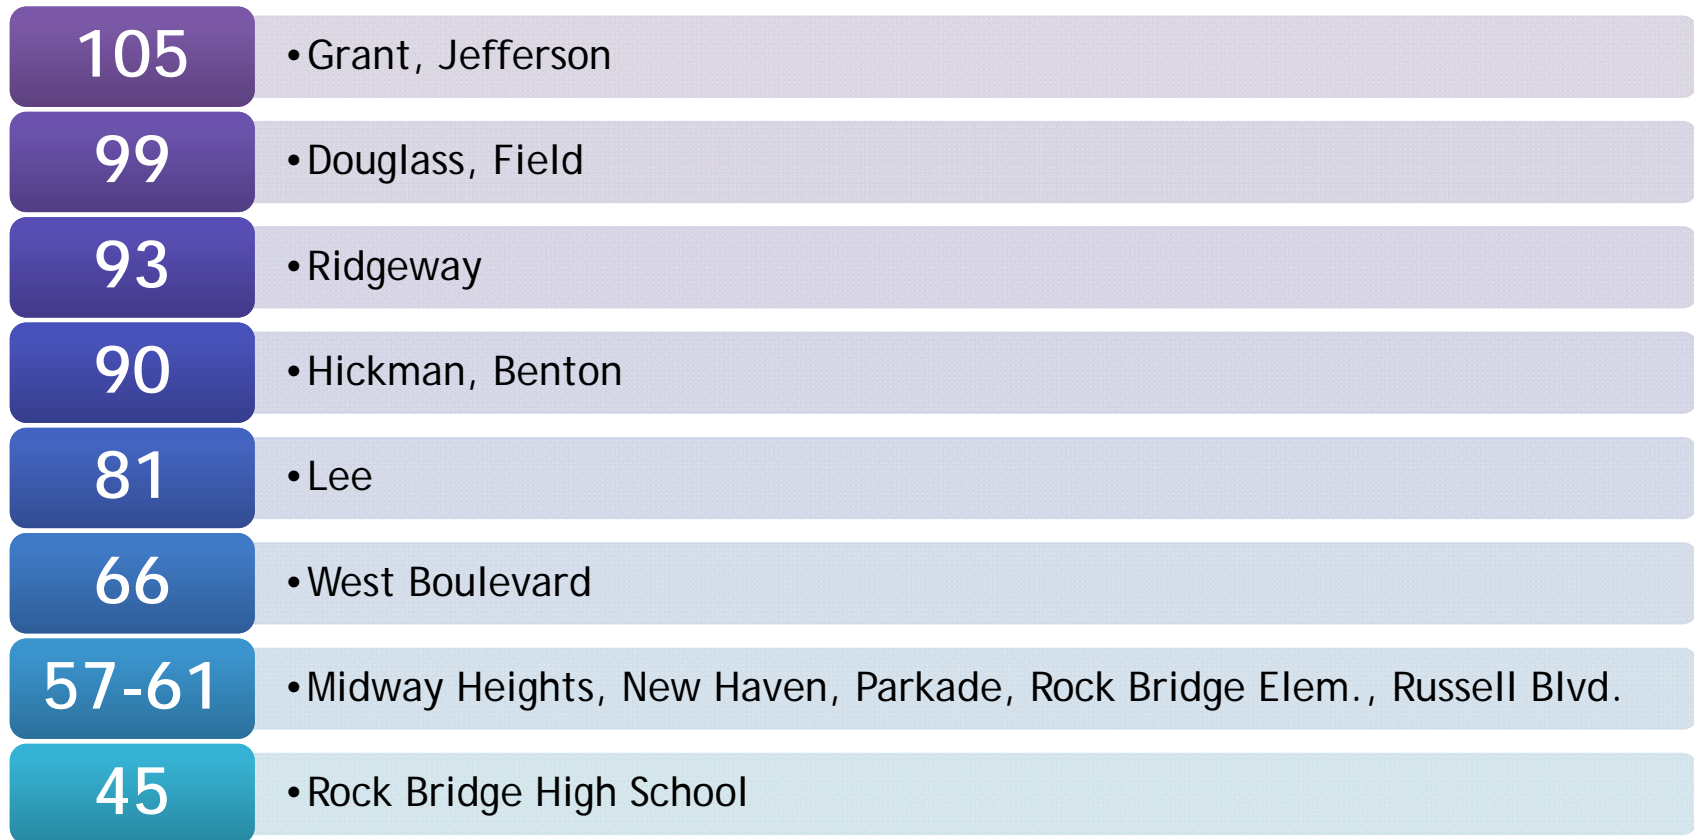 105
•Grant, Jefferson
99
•Douglass, Field
93
•Ridgeway
90
•Hickman, Benton
81
•Lee
66
•West Boulevard
57-61
•Midway Heights, New Haven, Parkade, Rock Bridge Elem., Russell Blvd.
45
•Rock Bridge High School